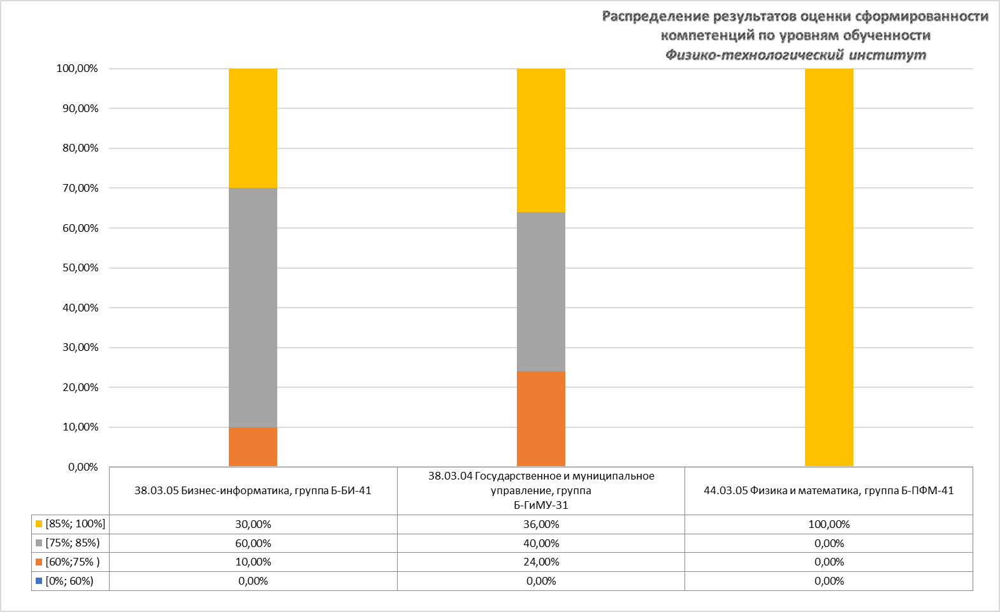 Распределение результатов оценки сформированности
компетенций по уровням обученности
Физико-технологический институт
100,00%
90,00%
80,00%
70,00%
60,00%
50,00%
40,00%
30,00%
20,00%
10,00%
0,00%
38.03.05 Бизнес-информатика, группа Б-БИ-41
38.03.04 Государственное и муниципальное
управление, группа
Б-ГиМУ-31
44.03.05 Физика и математика, группа Б-ПФМ-41
[85%; 100%] 30,00% 36,00% 100,00%
[75%; 85%) 60,00% 40,00% 0,00%
[60%;75% ) 10,00% 24,00% 0,00%
[0%; 60%) 0,00% 0,00% 0,00%